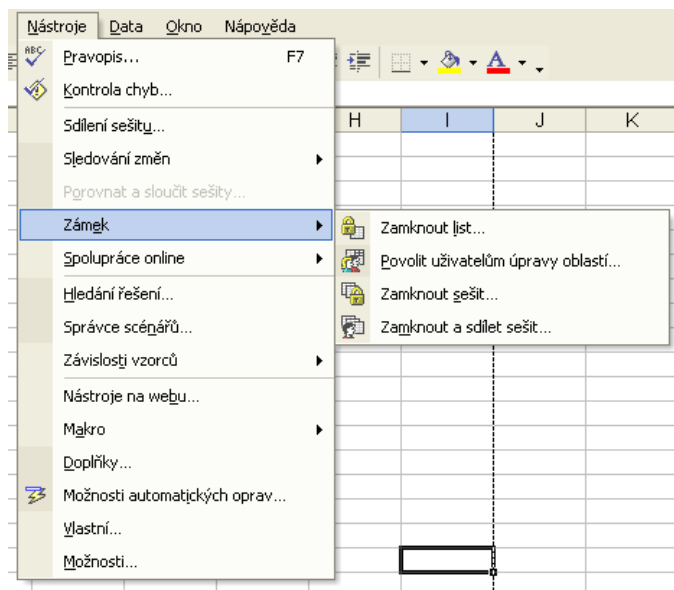 Nástroje Data Okno Nápověda
ABC
Pravopis... F7
A
Kontrola chyb...
Sdílení sešitu...
H I J K
Sledování změn
Porovnat a sloučit sešity...
Zámek
Zamknout list...
Spolupráce online
Povolit uživatelům úpravy oblastí...
Hledání řešení...
Zamknout sešit...
Správce scénářů...
Zamknout a sdílet sešit...
Závislosti vzorců
Nástroje na webu...
Makro
Doplňky...
Možnosti automatických oprav...
Vlastní...
Možnosti...